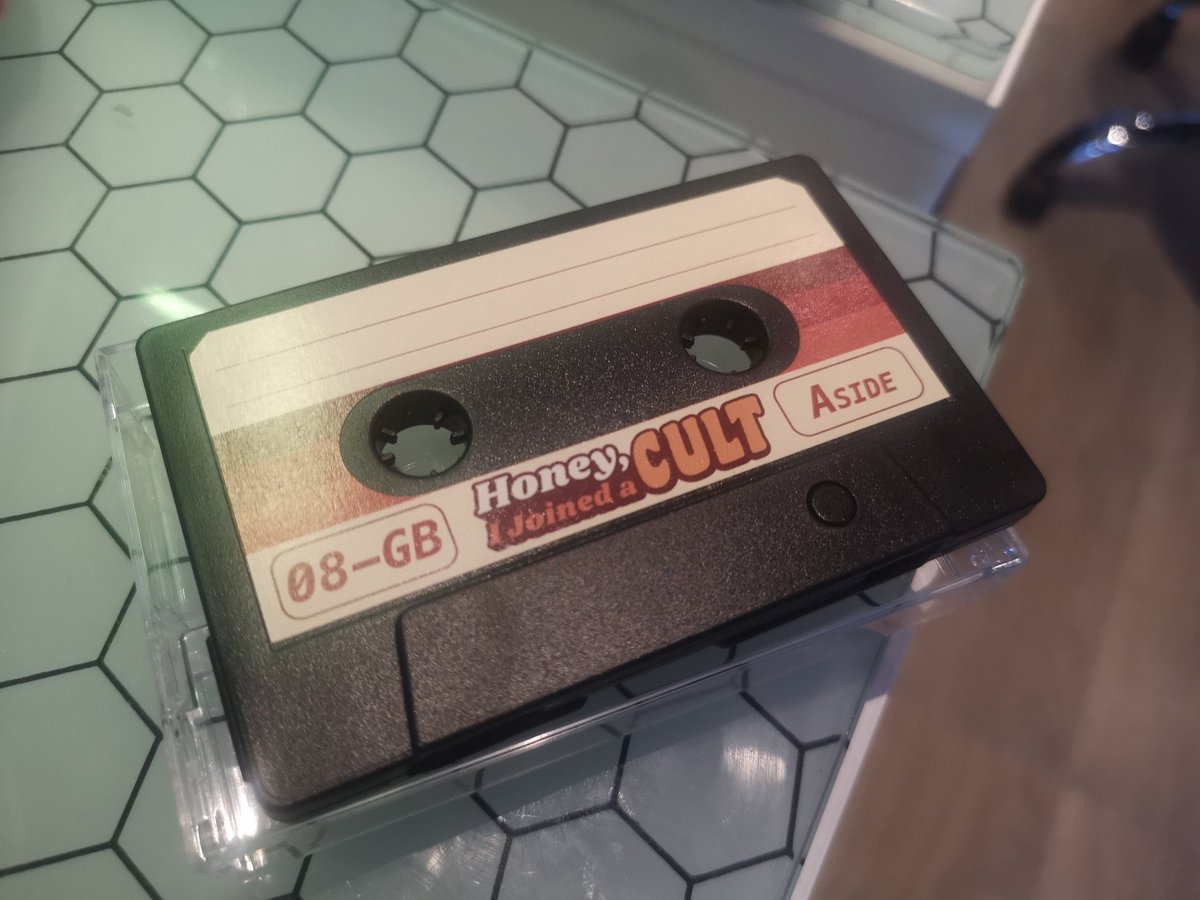 08-GB
Honey,
I Joined a
CULT
ASIDE